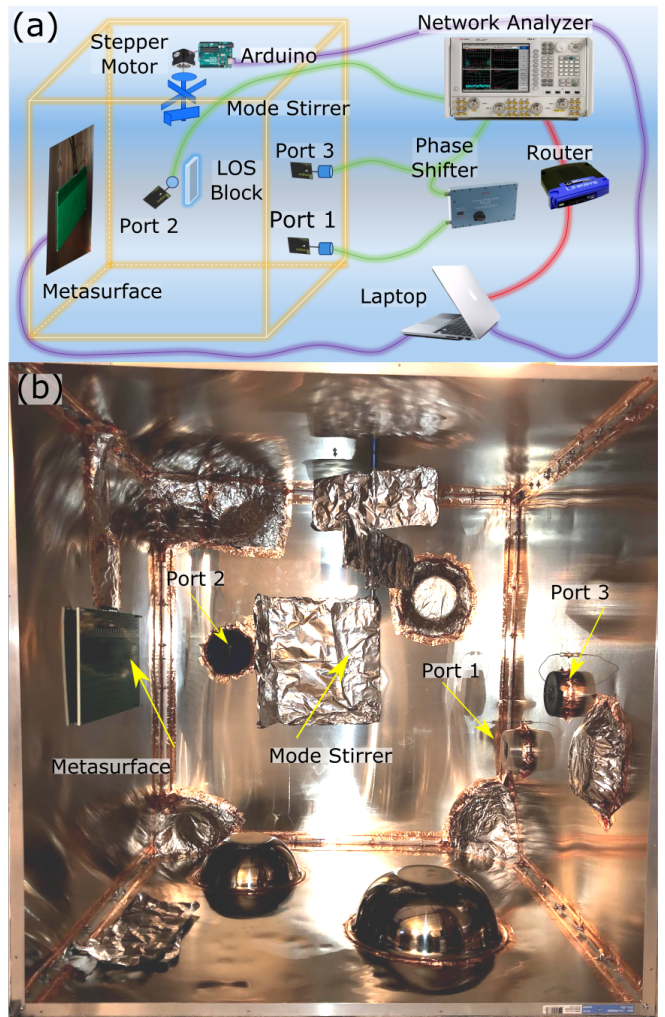 (a)
Network Analyzer
Stepper
Motor
Arduino
Mode Stirrer
Port 3
Phase
Shifter
Router
LOS
Block
Port 2
Port 1
Metasurface
Laptop
(b)
Port 2
Port 3
Port 1
Metasurface
Mode Stirrer